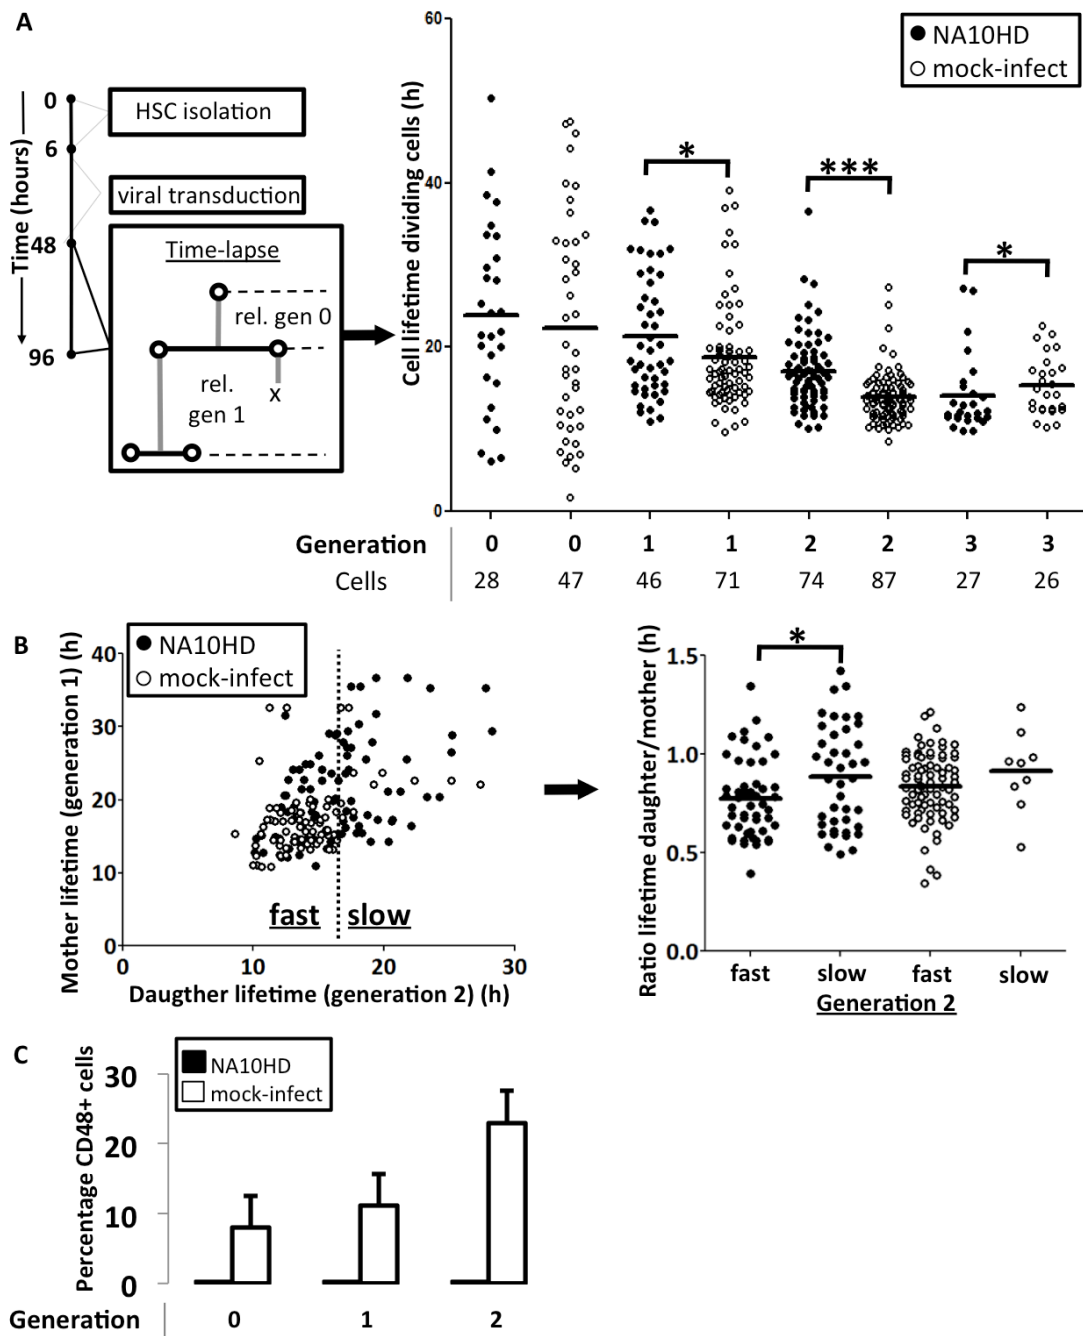 A
60
NA10HD
mock-infect
0
HSC isolation
6
Time (hours)
viral transduction
48
Time-lapse
rel. gen 0
rel.
gen 1
x
96
Cell lifetime dividing cells (h)
40
20
0
*
***
*
Generation 0 0 1 1 2 2 3 3
Cells 28 47 46 71 74 87 27 26
B
NA10HD
mock-infect
Mother lifetime (generation 1) (h)
40
30
20
10
0
fast slow
0 10 20 30
Daugther lifetime (generation 2) (h)
Ratio lifetime daughter/mother (h)
1.5
1.0
0.5
0.0
*
fast slow fast slow
Generation 2
C
NA10HD
mock-infect
Percentage CD48+ cells
30
20
10
0
Generation 0 1 2